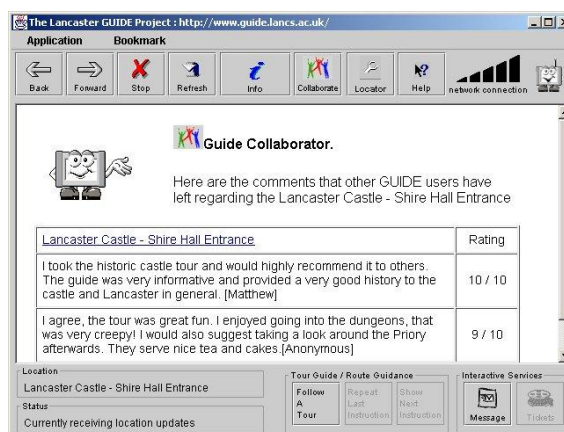 The Lancaster GUIDE Project : http://www.guide.lancs.ac.uk/
Application Bookmark
Back Forward Stop Refresh Info Collaborate Locator Help network connection
Guide Collaborator.
Here are the comments that other GUIDE users have
left regarding the Lancaster Castle - Shire Hall Entrance
Lancaster Castle - Shire Hall Entrance Rating
I took the historic castle tour and would highly recommend it to others.
The guide was very informative and provided a very good history to the
castle and Lancaster in general. [Matthew]
10 / 10
I agree, the tour was great fun. I enjoyed going into the dungeons, that
was very creepy! I would also suggest taking a look around the Priory
afterwards. They serve nice tea and cakes.[Anonymous]
9 / 10
Location
Lancaster Castle - Shire Hall Entrance
Status
Currently receiving location updates
Tour Guide / Route Guidance
Follow
A
Tour
Repeat
Last
Instruction
Show
Next
Instruction
Interactive Services
Message Tickets